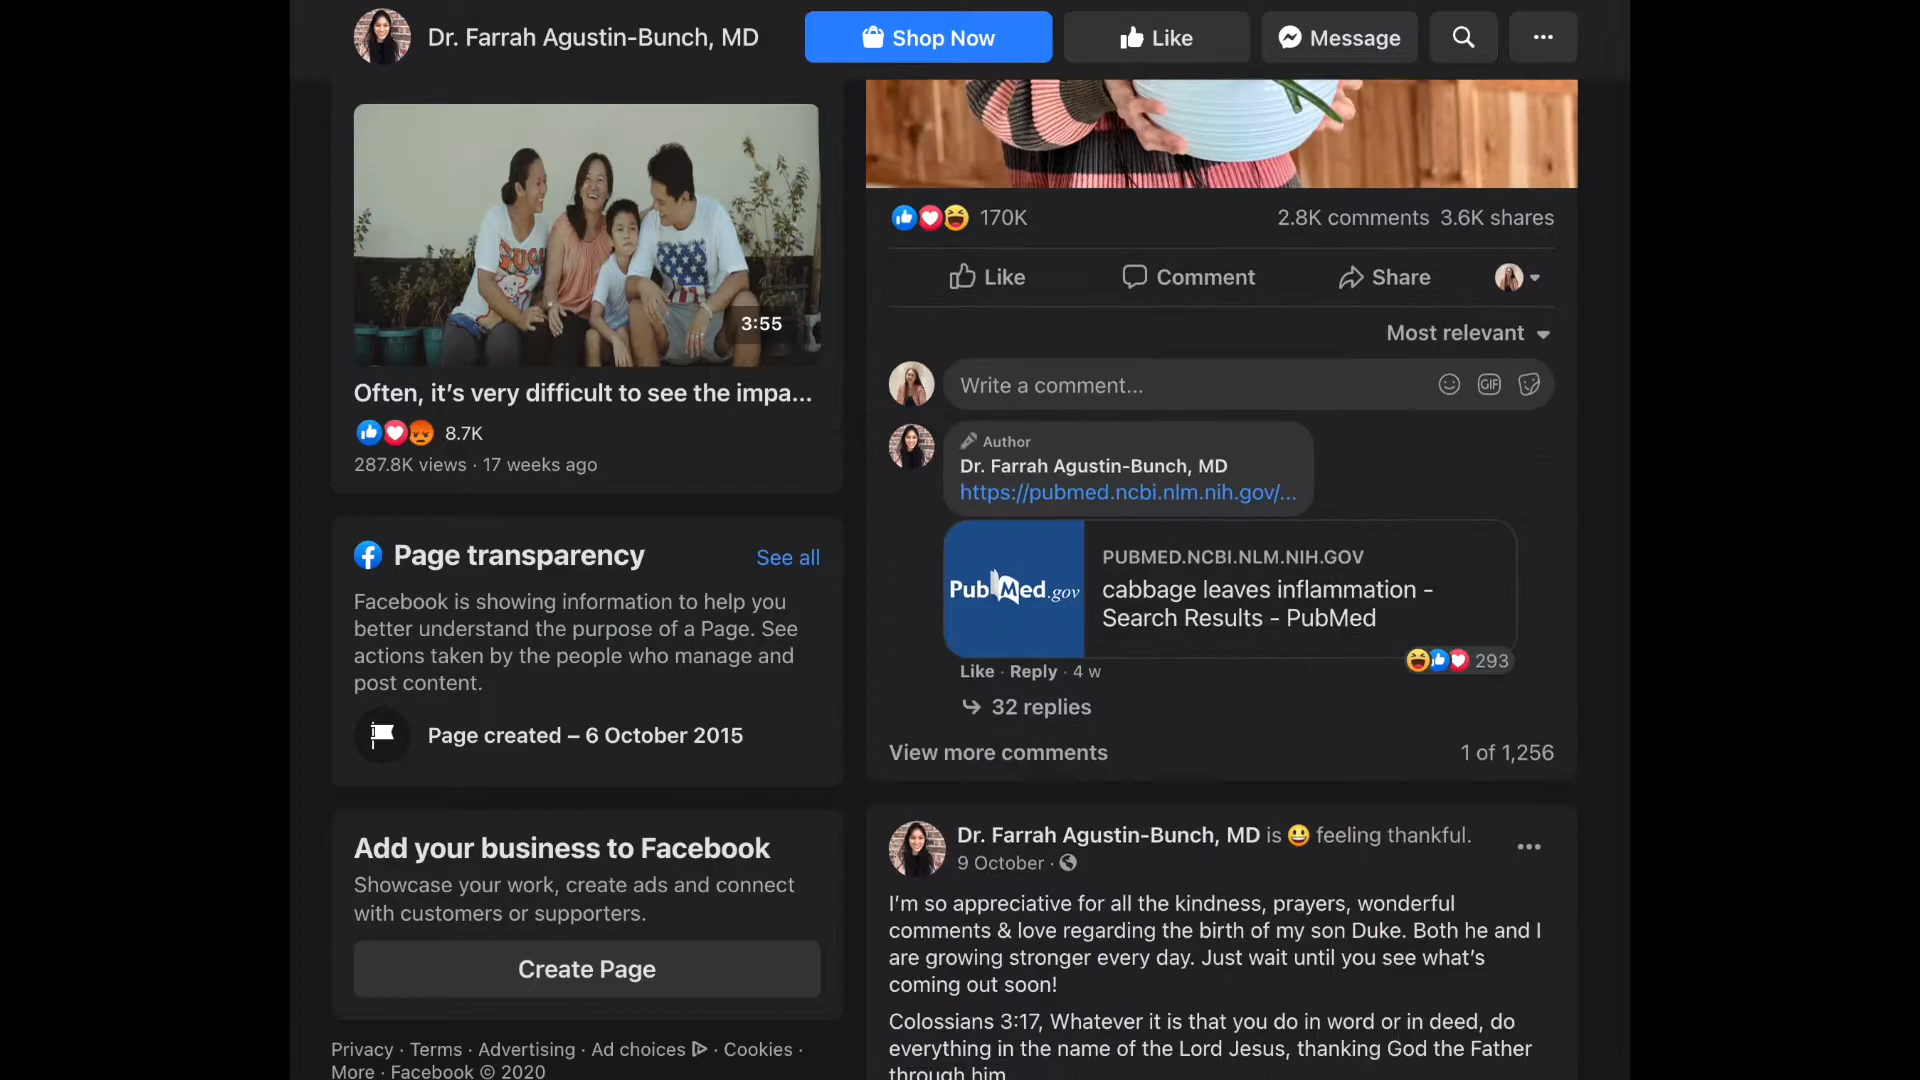 Dr. Farrah Agustin-Bunch, MD
Shop Now
Like
Message
3:55
Often, it's very difficult to see the impa...
8.7K
287.8K views · 17 weeks ago
Page transparency
See all
Facebook is showing information to help you
better understand the purpose of a Page. See
actions taken by the people who manage and
post content.
Page created – 6 October 2015
Add your business to Facebook
Showcase your work, create ads and connect
with customers or supporters.
Create Page
Privacy · Terms · Advertising · Ad choices · Cookies ·
More · Facebook © 2020
170K
2.8K comments 3.6K shares
Like
Comment
Share
Most relevant
Write a comment...
GIF
Author
Dr. Farrah Agustin-Bunch, MD
https://pubmed.ncbi.nlm.nih.gov/...
PubMed.gov
PUBMED.NCBI.NLM.NIH.GOV
cabbage leaves inflammation -
Search Results - PubMed
293
Like · Reply · 4 w
32 replies
View more comments
1 of 1,256
Dr. Farrah Agustin-Bunch, MD is feeling thankful.
9 October ·
I'm so appreciative for all the kindness, prayers, wonderful
comments & love regarding the birth of my son Duke. Both he and I
are growing stronger every day. Just wait until you see what's
coming out soon!
Colossians 3:17, Whatever it is that you do in word or in deed, do
everything in the name of the Lord Jesus, thanking God the Father
through him